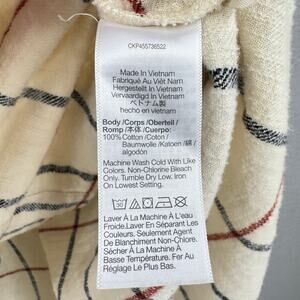 CKP455736522
Made In Vietnam
Fabriqué Au Viêt Nam
Hergestellt In Vietnam
Vervaardigd In Vietnam
ベトナム製
hecho en vietnam
Body /Corps /Oberteil /
Romp /本体 /Cuerpo:
100% Cotton /Coton /
Baumwolle /Katoen /綿 /
algodón
Machine Wash Cold With Like
Colors. Non-Chlorine Bleach
Only. Tumble Dry Low. Iron
On Lowest Setting.
Laver À La Machine À L'eau
Froide.Laver En Séparant Les
Couleurs. Seulement Agent
De Blanchiment Non-Chlore.
Sécher À La Machine À
Basse Température. Fer Au
Réglage Le Plus Bas.